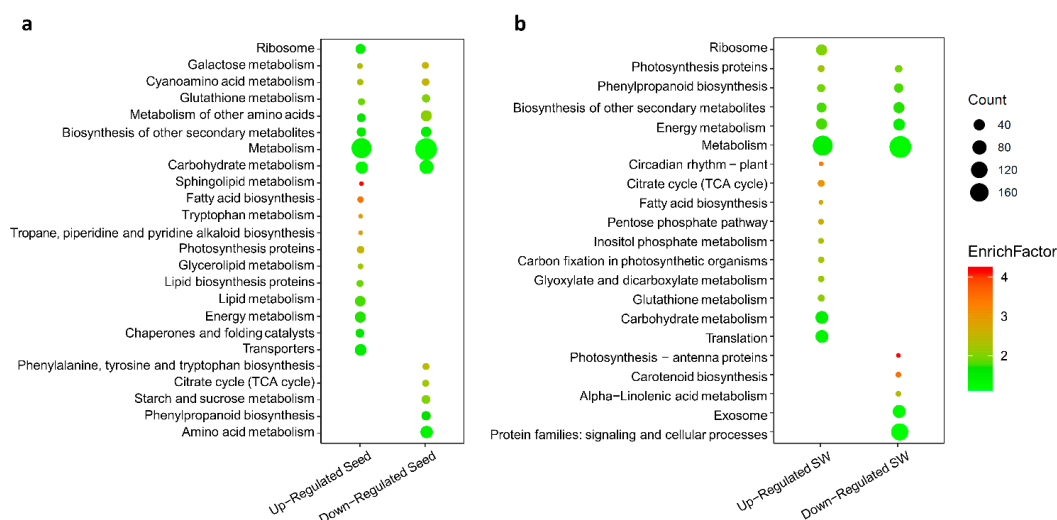 a
Ribosome
Galactose metabolism
Cyanoamino acid metabolism
Glutathione metabolism
Metabolism of other amino acids
Biosynthesis of other secondary metabolites
Metabolism
Carbohydrate metabolism
Sphingolipid metabolism
Fatty acid biosynthesis
Tryptophan metabolism
Tropane, piperidine and pyridine alkaloid biosynthesis
Photosynthesis proteins
Glycerolipid metabolism
Lipid biosynthesis proteins
Lipid metabolism
Energy metabolism
Chaperones and folding catalysts
Transporters
Phenylalanine, tyrosine and tryptophan biosynthesis
Citrate cycle (TCA cycle)
Starch and sucrose metabolism
Phenylpropanoid biosynthesis
Amino acid metabolism
Up−Regulated Seed
Down−Regulated Seed
b
Ribosome
Photosynthesis proteins
Phenylpropanoid biosynthesis
Biosynthesis of other secondary metabolites
Energy metabolism
Metabolism
Circadian rhythm − plant
Citrate cycle (TCA cycle)
Fatty acid biosynthesis
Pentose phosphate pathway
Inositol phosphate metabolism
Carbon fixation in photosynthetic organisms
Glyoxylate and dicarboxylate metabolism
Glutathione metabolism
Carbohydrate metabolism
Translation
Photosynthesis − antenna proteins
Carotenoid biosynthesis
Alpha−Linolenic acid metabolism
Exosome
Protein families: signaling and cellular processes
Up−Regulated SW
Down−Regulated SW
Count
40
80
120
160
EnrichFactor
4
3
2